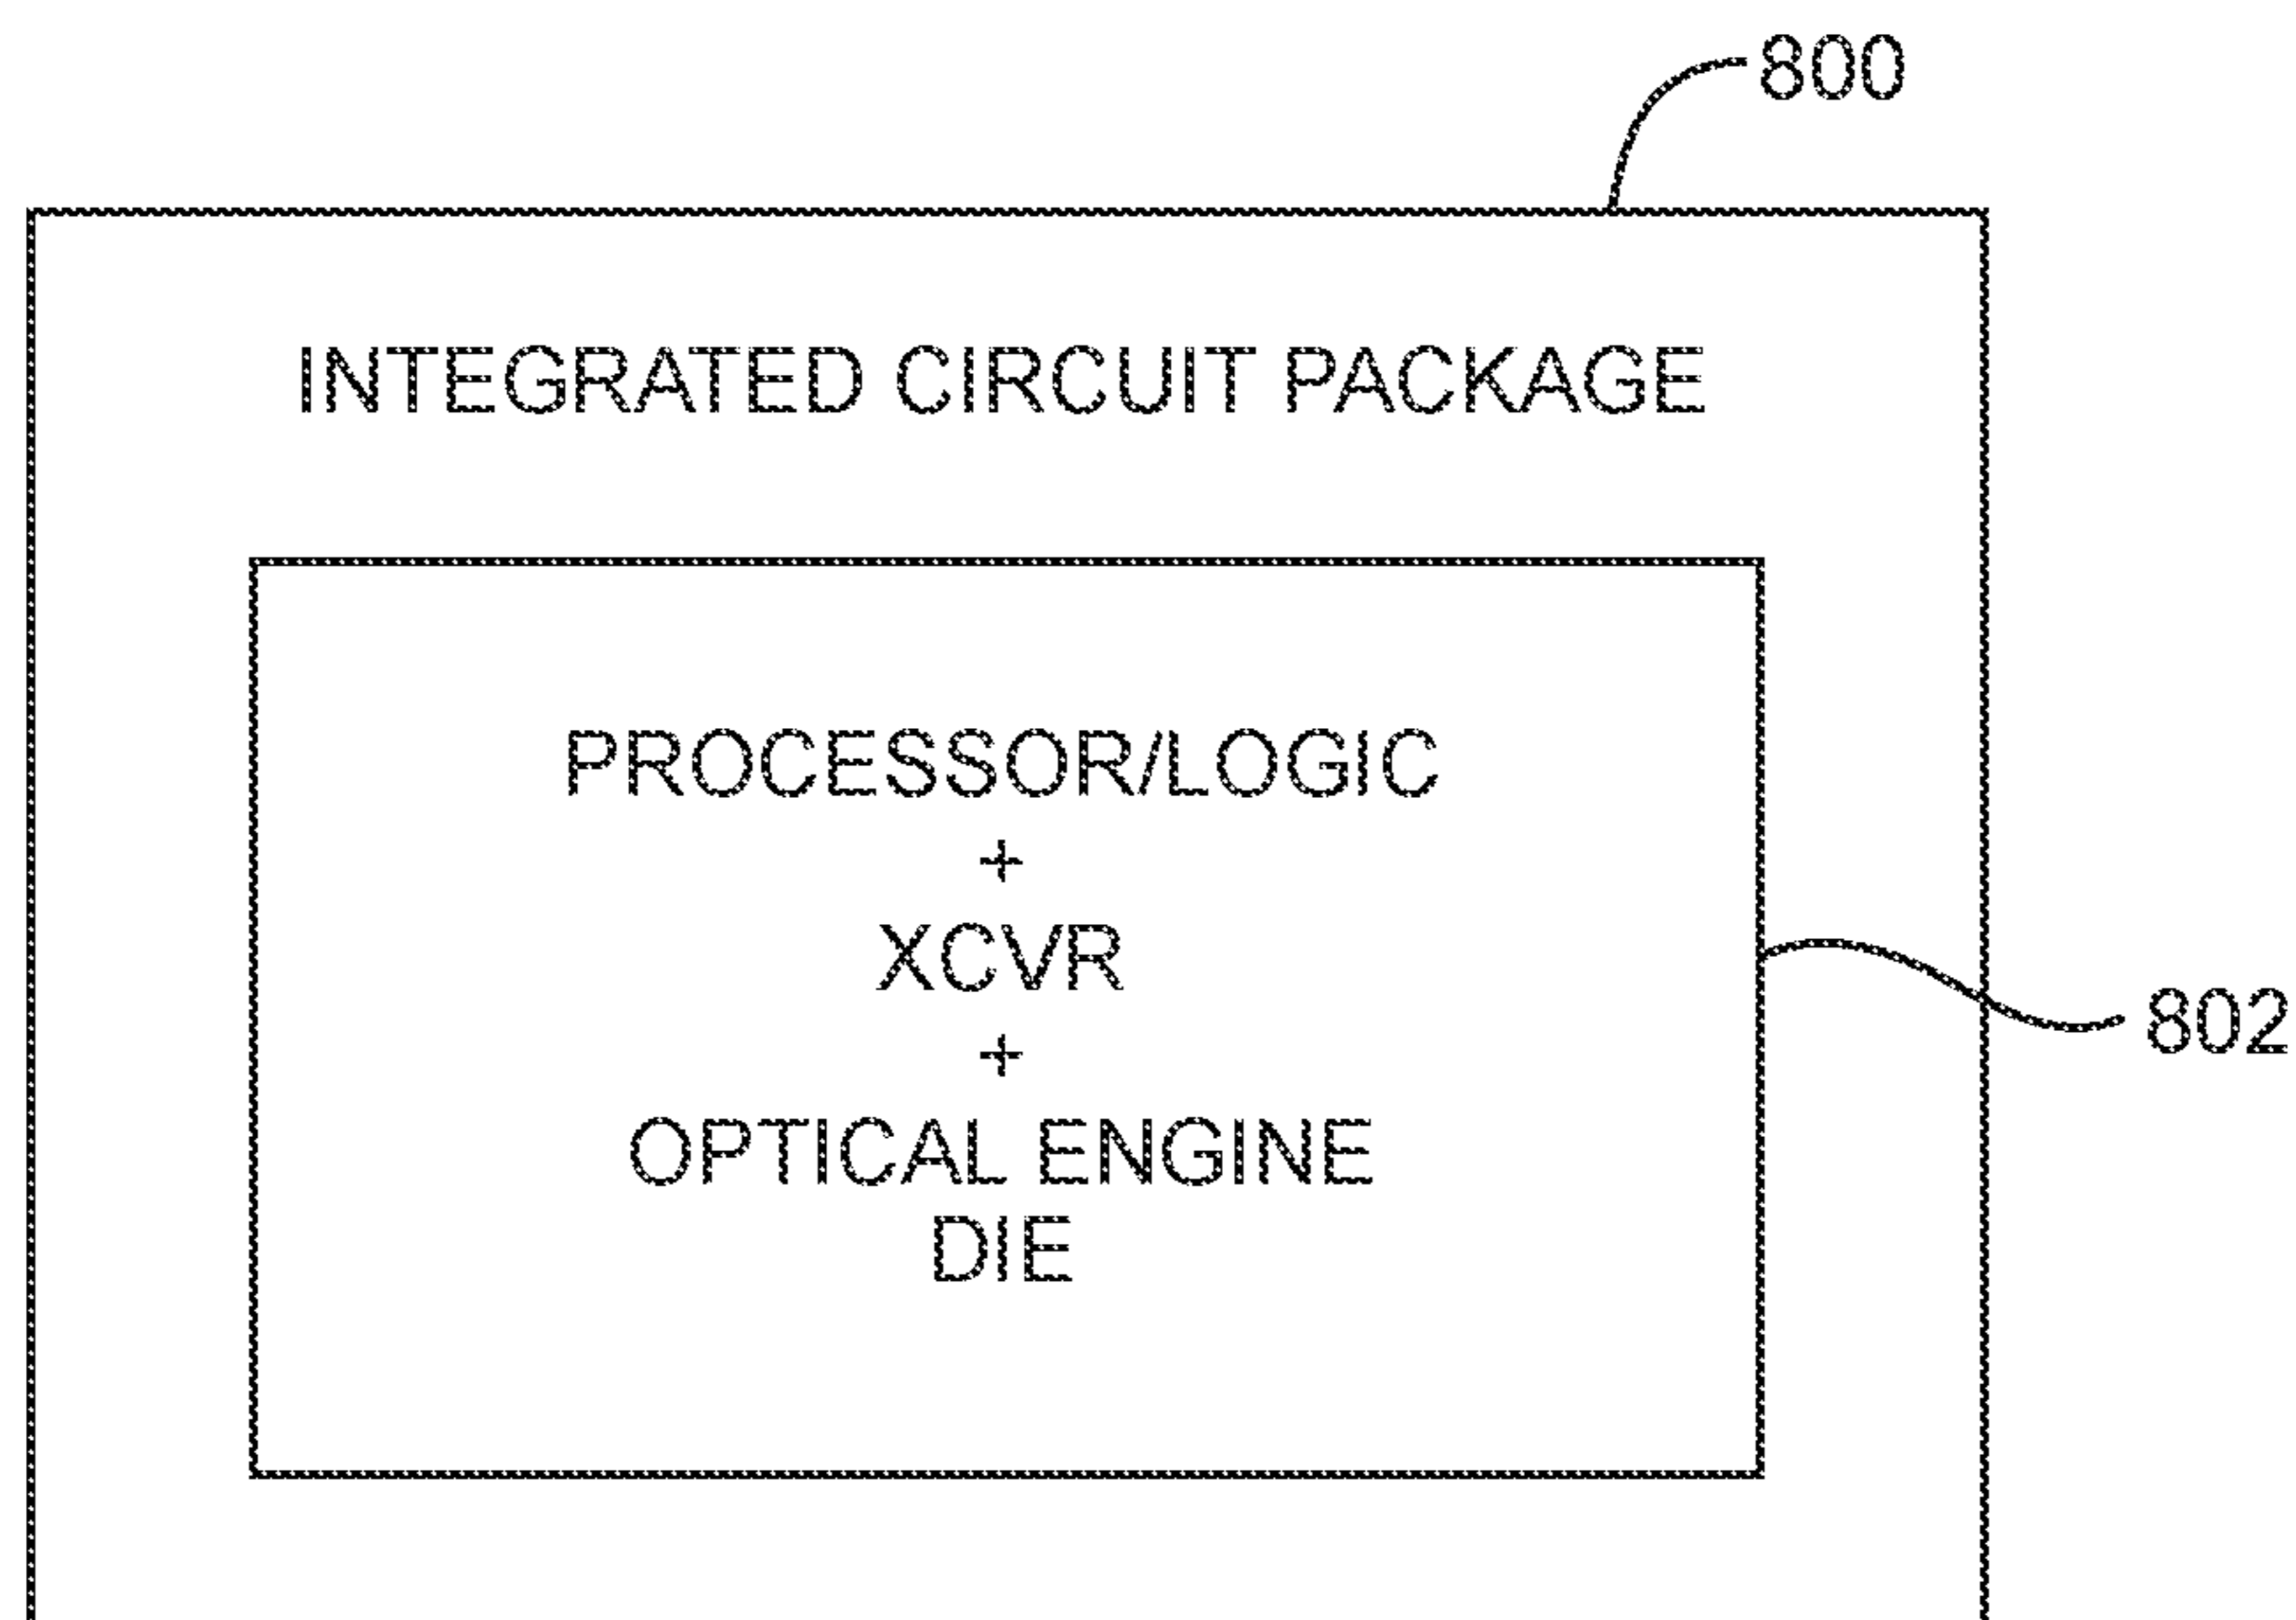 800
INTEGRATED CIRCUIT PACKAGE
PROCESSOR/LOGIC
+
XCVR
+
OPTICAL ENGINE
DIE
802